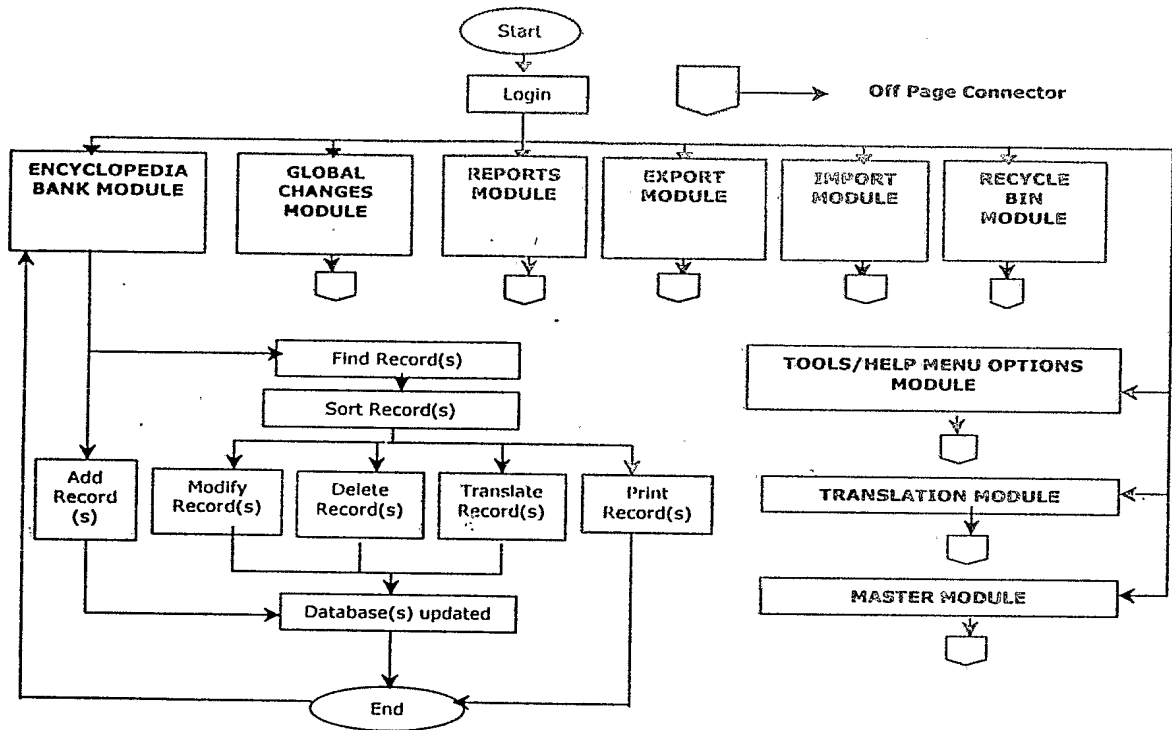 Start
Login
Off Page Connector
ENCYCLOPEDIA
BANK MODULE
GLOBAL
CHANGES
MODULE
REPORTS
MODULE
EXPORT
MODULE
IMPORT
MODULE
RECYCLE
BIN
MODULE
Find Record(s)
Sort Record(s)
TOOLS/HELP MENU OPTIONS
MODULE
Add
Record
(s)
Modify
Record(s)
Delete
Record(s)
Translate
Record(s)
Print
Record(s)
TRANSLATION MODULE
Database(s) updated
MASTER MODULE
End